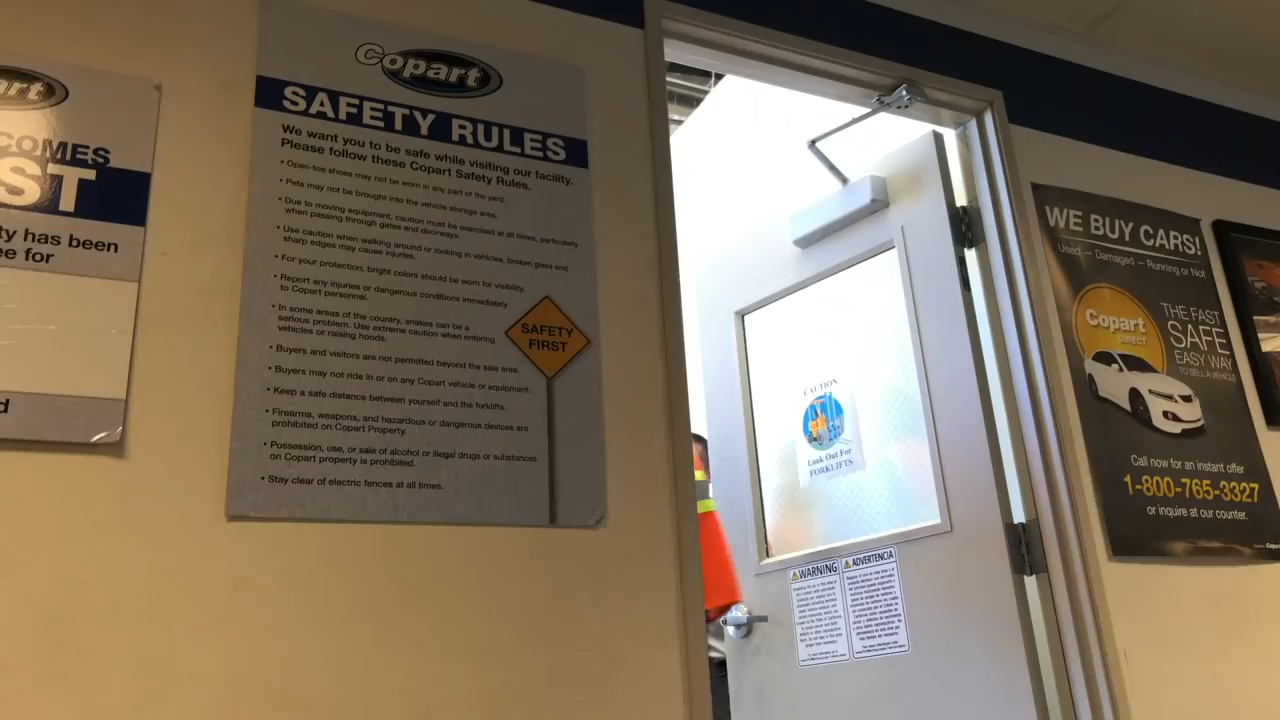 art
COMES
ST
ty has been
ee for
d
Copart
SAFETY RULES
We want you to be safe while visiting our facility.
Please follow these Copart Safety Rules.
• Open-toe shoes may not be worn in any part of the yard.
• Pets may not be brought into the vehicle storage area.
• Due to moving equipment, caution must be exercised at all times, particularly
when passing through gates and doorways.
• Use caution when walking around or looking in vehicles, broken glass and
sharp edges may cause injuries.
• For your protection, bright colors should be worn for visibility.
• Report any injuries or dangerous conditions immediately
to Copart personnel.
• In some areas of the country, snakes can be a
serious problem. Use extreme caution when entering
vehicles or raising hoods.
• Buyers and visitors are not permitted beyond the sale area.
• Buyers may not ride in or on any Copart vehicle or equipment.
• Keep a safe distance between yourself and the forklifts.
• Firearms, weapons, and hazardous or dangerous devices are
prohibited on Copart Property.
• Possession, use, or sale of alcohol or illegal drugs or substances
on Copart property is prohibited.
• Stay clear of electric fences at all times.
SAFETY
FIRST
CAUTION
Look Out For
FORKLIFTS
WARNING
ADVERTENCIA
WE BUY CARS!
Used — Damaged — Running or Not
Copart
DIRECT
THE FAST
SAFE
EASY WAY
TO SELL A VEHICLE
Call now for an instant offer
1-800-765-3327
or inquire at our counter.
Copart